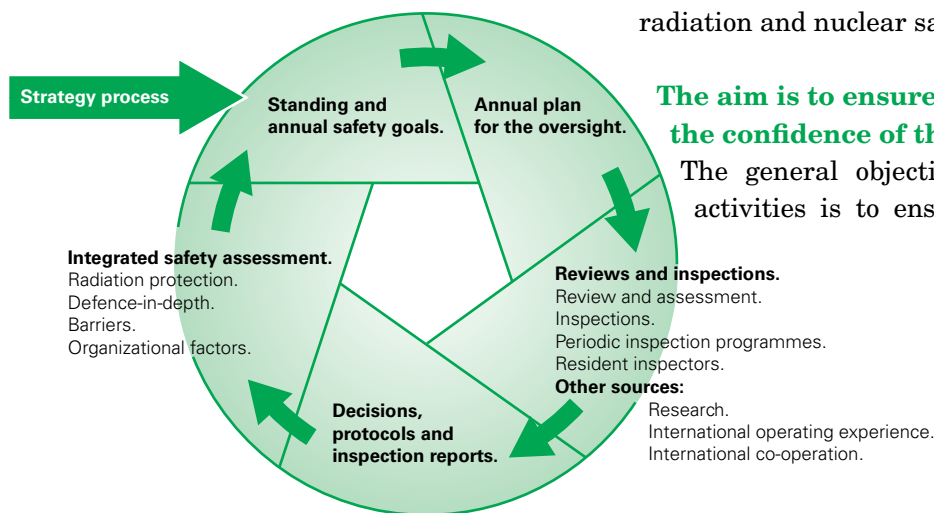 radiation and nuclear sa
Strategy process
Standing and
annual safety goals.
Annual plan
for the oversight.
The aim is to ensure
the confidence of th
The general objecti
activities is to ens
Integrated safety assessment.
Radiation protection.
Defence-in-depth.
Barriers.
Organizational factors.
Reviews and inspections.
Review and assessment.
Inspections.
Periodic inspection programmes.
Resident inspectors.
Other sources:
Research.
International operating experience.
International co-operation.
Decisions,
protocols and
inspection reports.